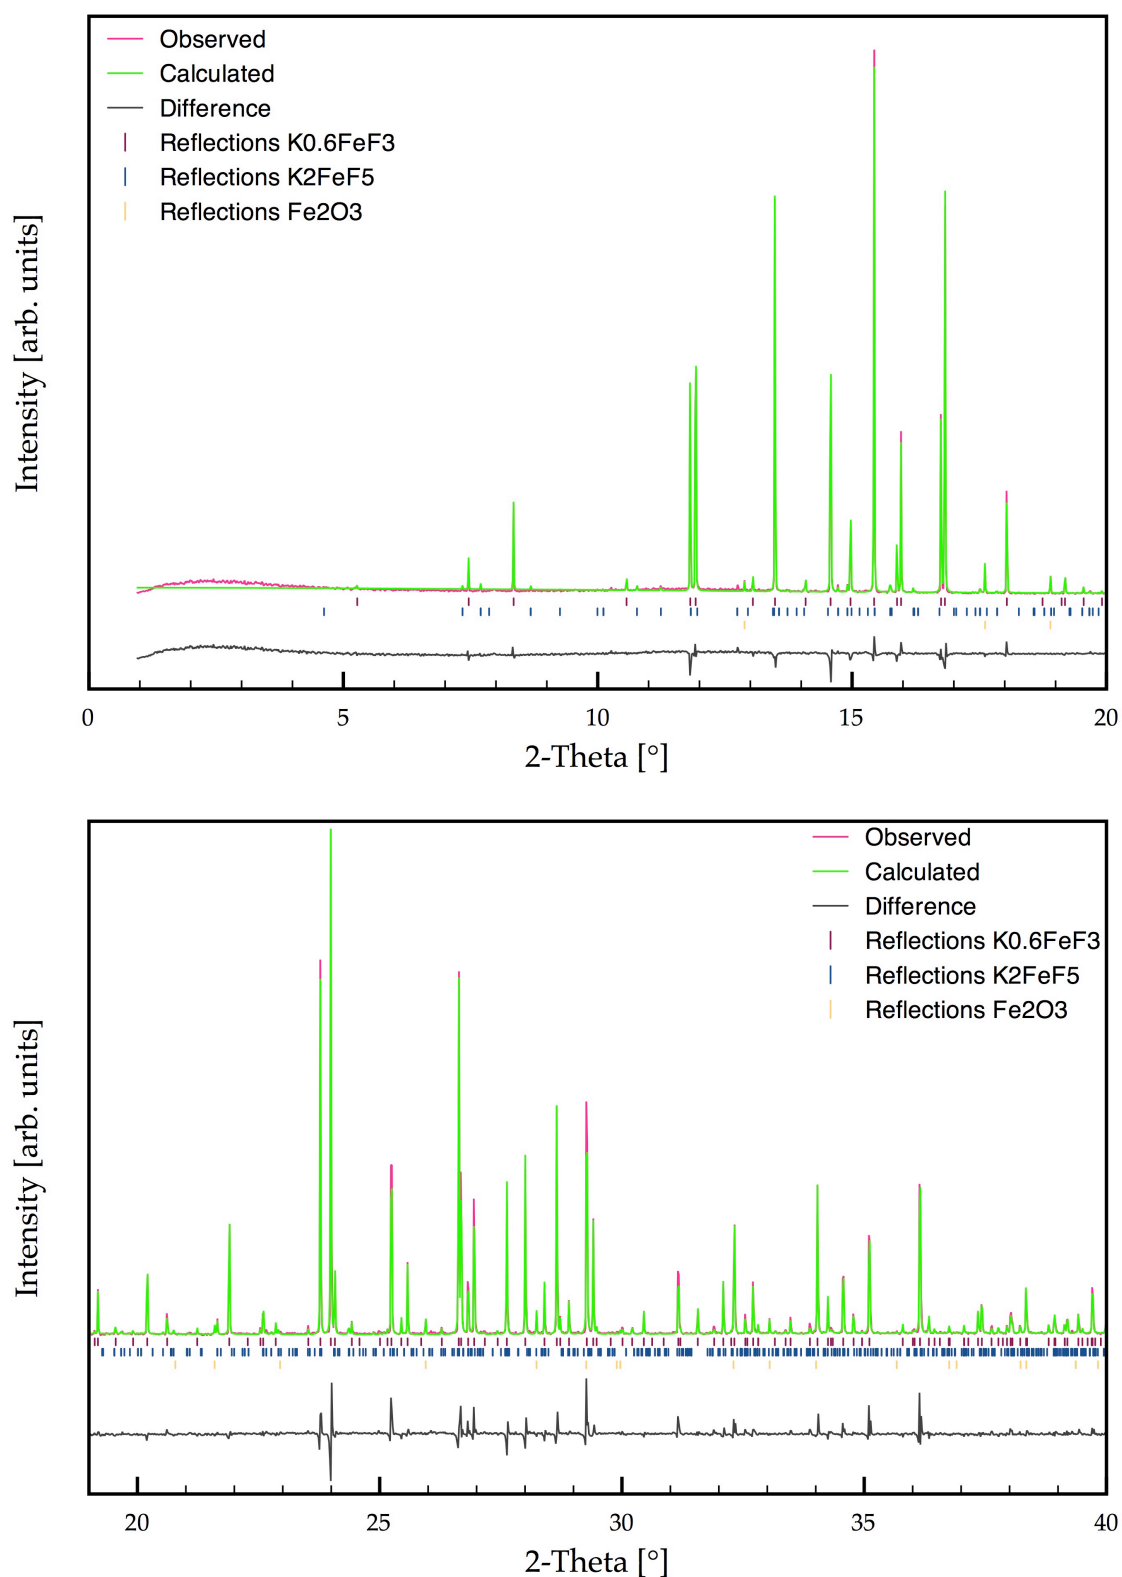 Observed
Calculated
Difference
Reflections K0.6FeF3
Reflections K2FeF5
Reflections Fe2O3
Intensity [arb. units]
0 5 10 15 20
2-Theta [°]
Observed
Calculated
Difference
Reflections K0.6FeF3
Reflections K2FeF5
Reflections Fe2O3
Intensity [arb. units]
20 25 30 35 40
2-Theta [°]